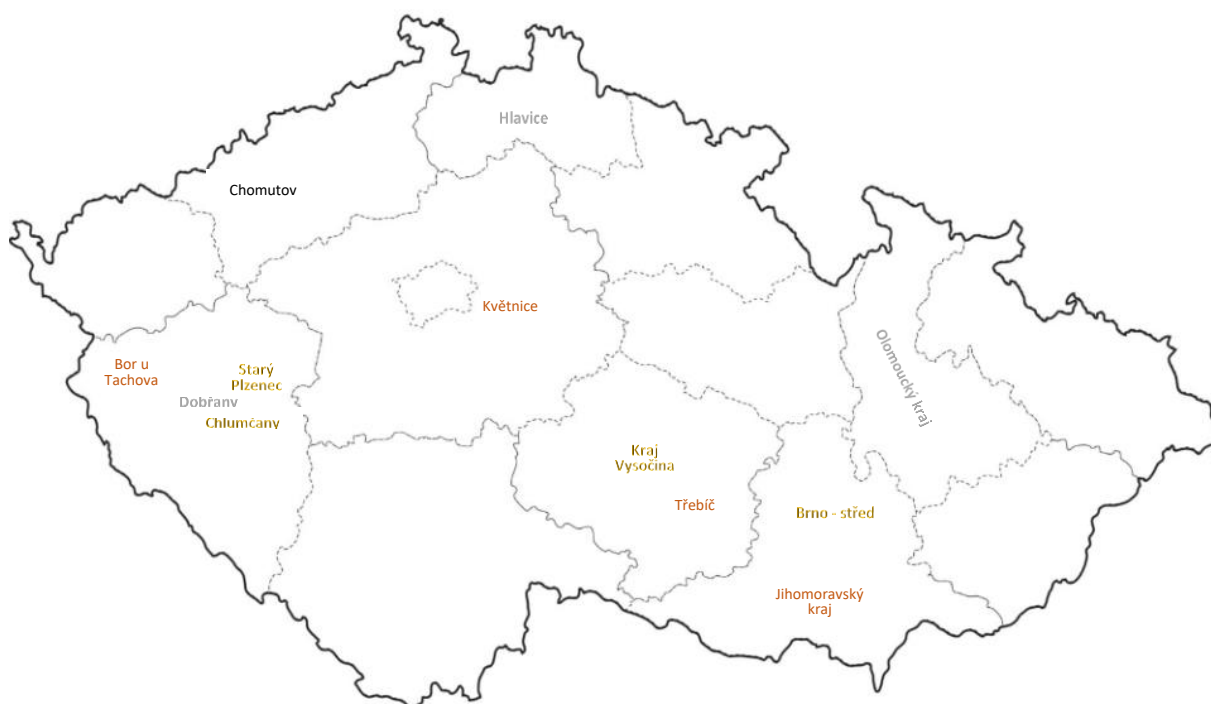 Hlavice
Chomutov
Květnice
Bor u
Tachova
Starý
Plzenec
Dobřany
Chlumčany
Olomoucký kraj
Kraj
Vysočina
Třebíč
Brno - střed
Jihomoravský
kraj